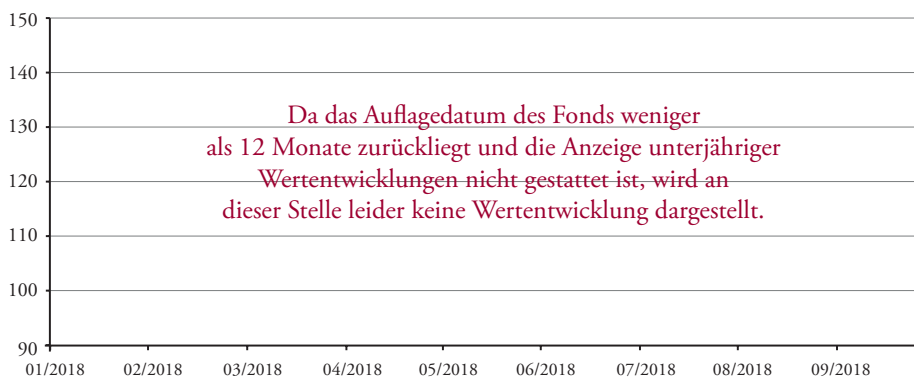 150
140
130
120
110
100
90
Da das Auflagedatum des Fonds weniger
als 12 Monate zurückliegt und die Anzeige unterjähriger
Wertentwicklungen nicht gestattet ist, wird an
dieser Stelle leider keine Wertentwicklung dargestellt.
01/2018 02/2018 03/2018 04/2018 05/2018 06/2018 07/2018 08/2018 09/2018